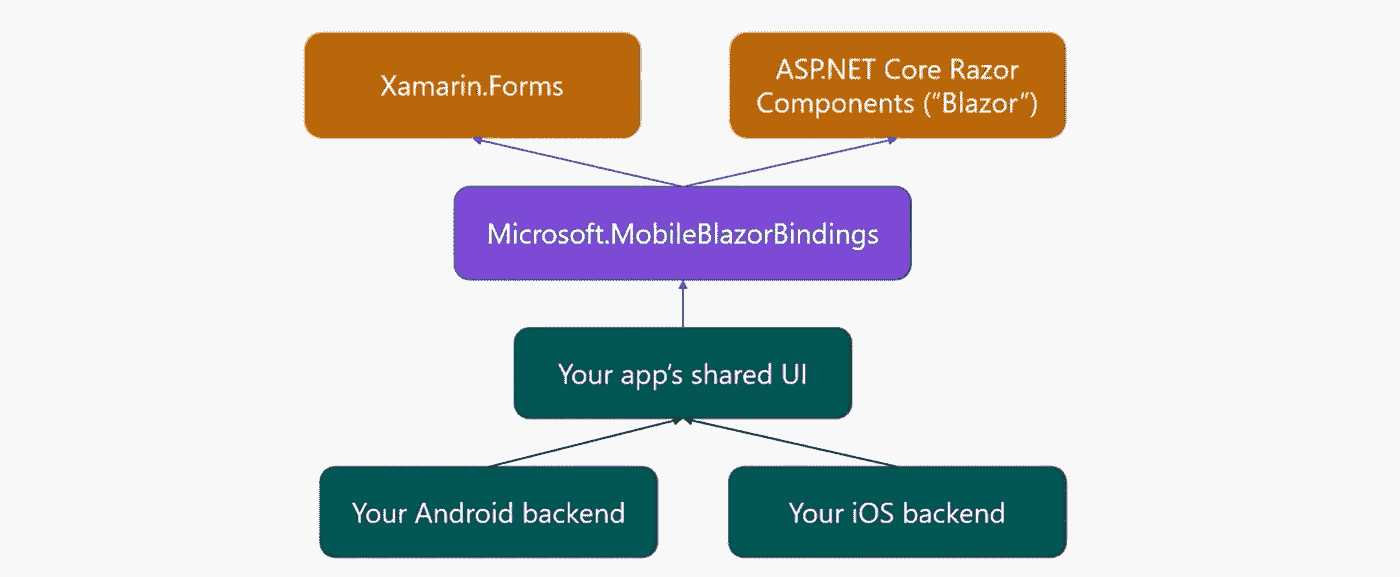 Xamarin.Forms
ASP.NET Core Razor
Components (“Blazor”)
Microsoft.MobileBlazorBindings
Your app’s shared UI
Your Android backend
Your iOS backend